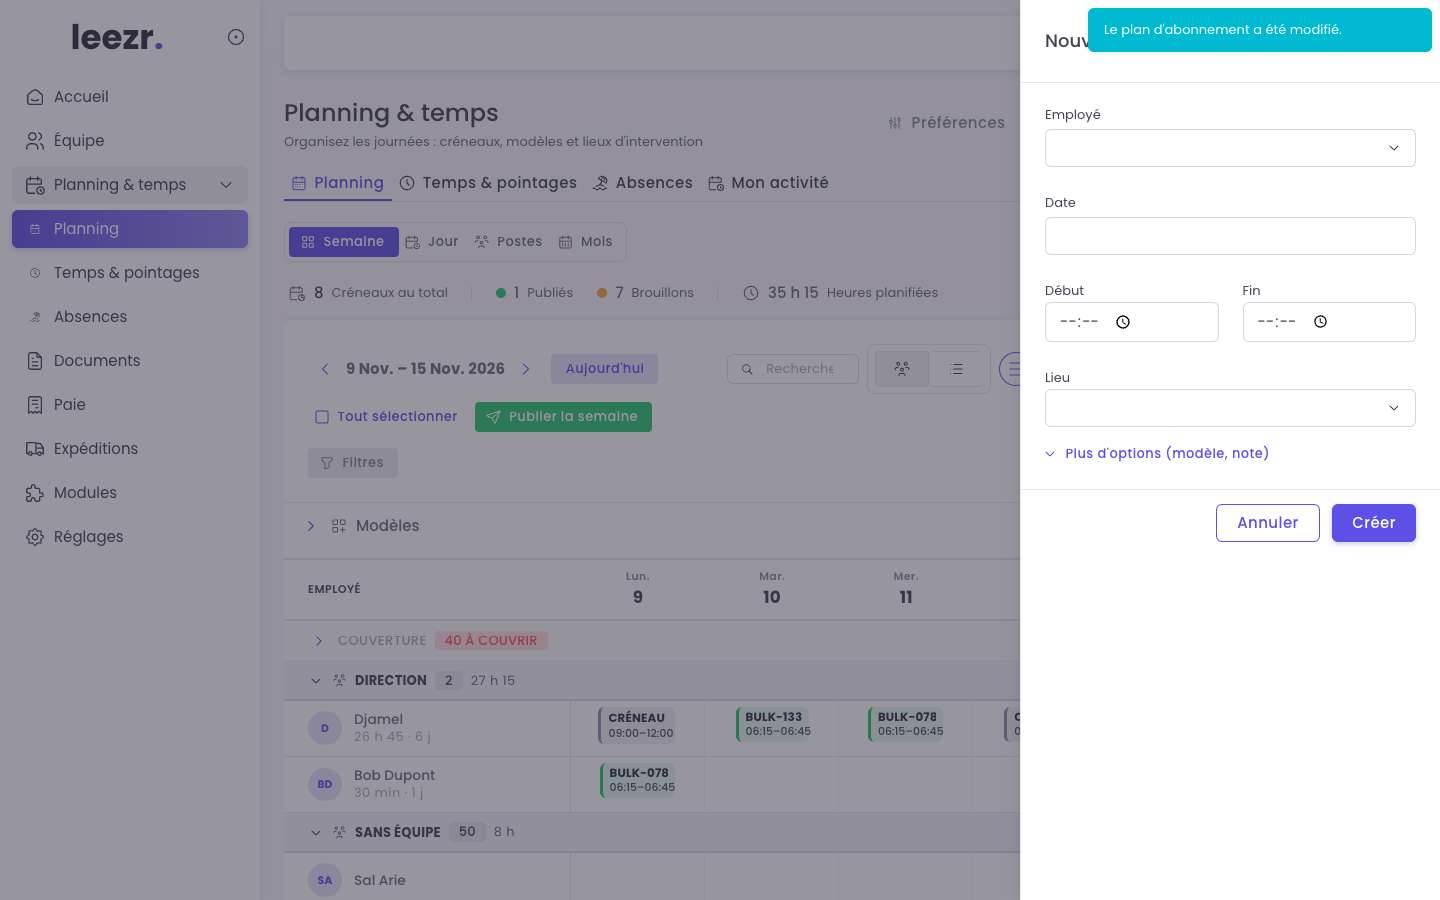 leezr.
Accueil
Équipe
Planning & temps
Planning
Temps & pointages
Absences
Documents
Paie
Expéditions
Modules
Réglages
Planning & temps
Organisez les journées : créneaux, modèles et lieux d'intervention
Préférences
Planning
Temps & pointages
Absences
Mon activité
Semaine
Jour
Postes
Mois
8 Créneaux au total
1 Publiés
7 Brouillons
35 h 15 Heures planifiées
9 Nov. – 15 Nov. 2026
Aujourd'hui
Recherche
Tout sélectionner
Publier la semaine
Filtres
Modèles
EMPLOYÉ
Lun.
9
Mar.
10
Mer.
11
COUVERTURE
40 À COUVRIR
DIRECTION 2 27 h 15
D
Djamel
26 h 45 · 6 j
CRÉNEAU
09:00–12:00
BULK-133
06:15–06:45
BULK-078
06:15–06:45
BD
Bob Dupont
30 min · 1 j
BULK-078
06:15–06:45
SANS ÉQUIPE 50 8 h
SA
Sal Arie
Le plan d'abonnement a été modifié.
Employé
Date
Début
Fin
--:--
--:--
Lieu
Plus d'options (modèle, note)
Annuler
Créer